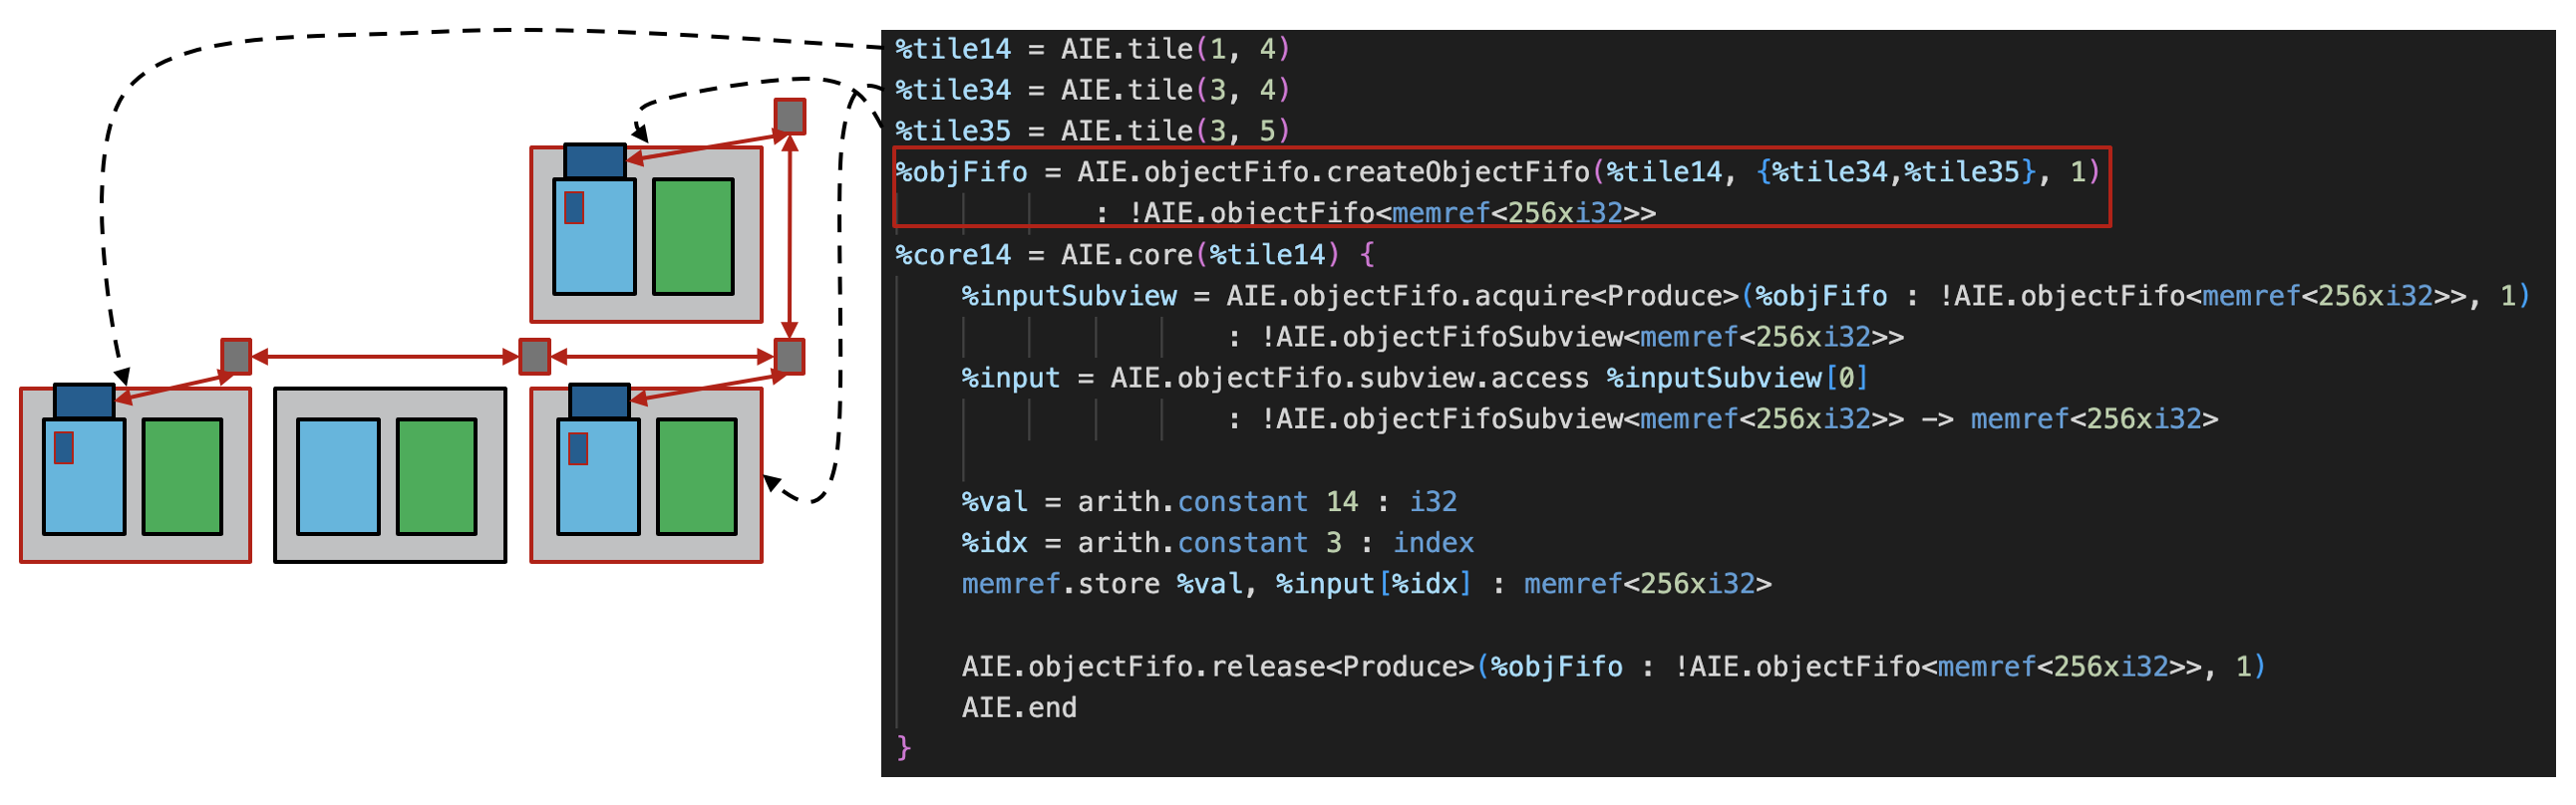 %tile14 = AIE.tile(1, 4)
%tile34 = AIE.tile(3, 4)
%tile35 = AIE.tile(3, 5)
%objFifo = AIE.objectFifo.createObjectFifo(%tile14, {%tile34,%tile35}, 1)
: !AIE.objectFifo<memref<256xi32>>
%core14 = AIE.core(%tile14) {
%inputSubview = AIE.objectFifo.acquire<Produce>(%objFifo : !AIE.objectFifo<memref<256xi32>>, 1)
: !AIE.objectFifoSubview<memref<256xi32>>
%input = AIE.objectFifo.subview.access %inputSubview[0]
: !AIE.objectFifoSubview<memref<256xi32>> -> memref<256xi32>
%val = arith.constant 14 : i32
%idx = arith.constant 3 : index
memref.store %val, %input[%idx] : memref<256xi32>
AIE.objectFifo.release<Produce>(%objFifo : !AIE.objectFifo<memref<256xi32>>, 1)
AIE.end
}